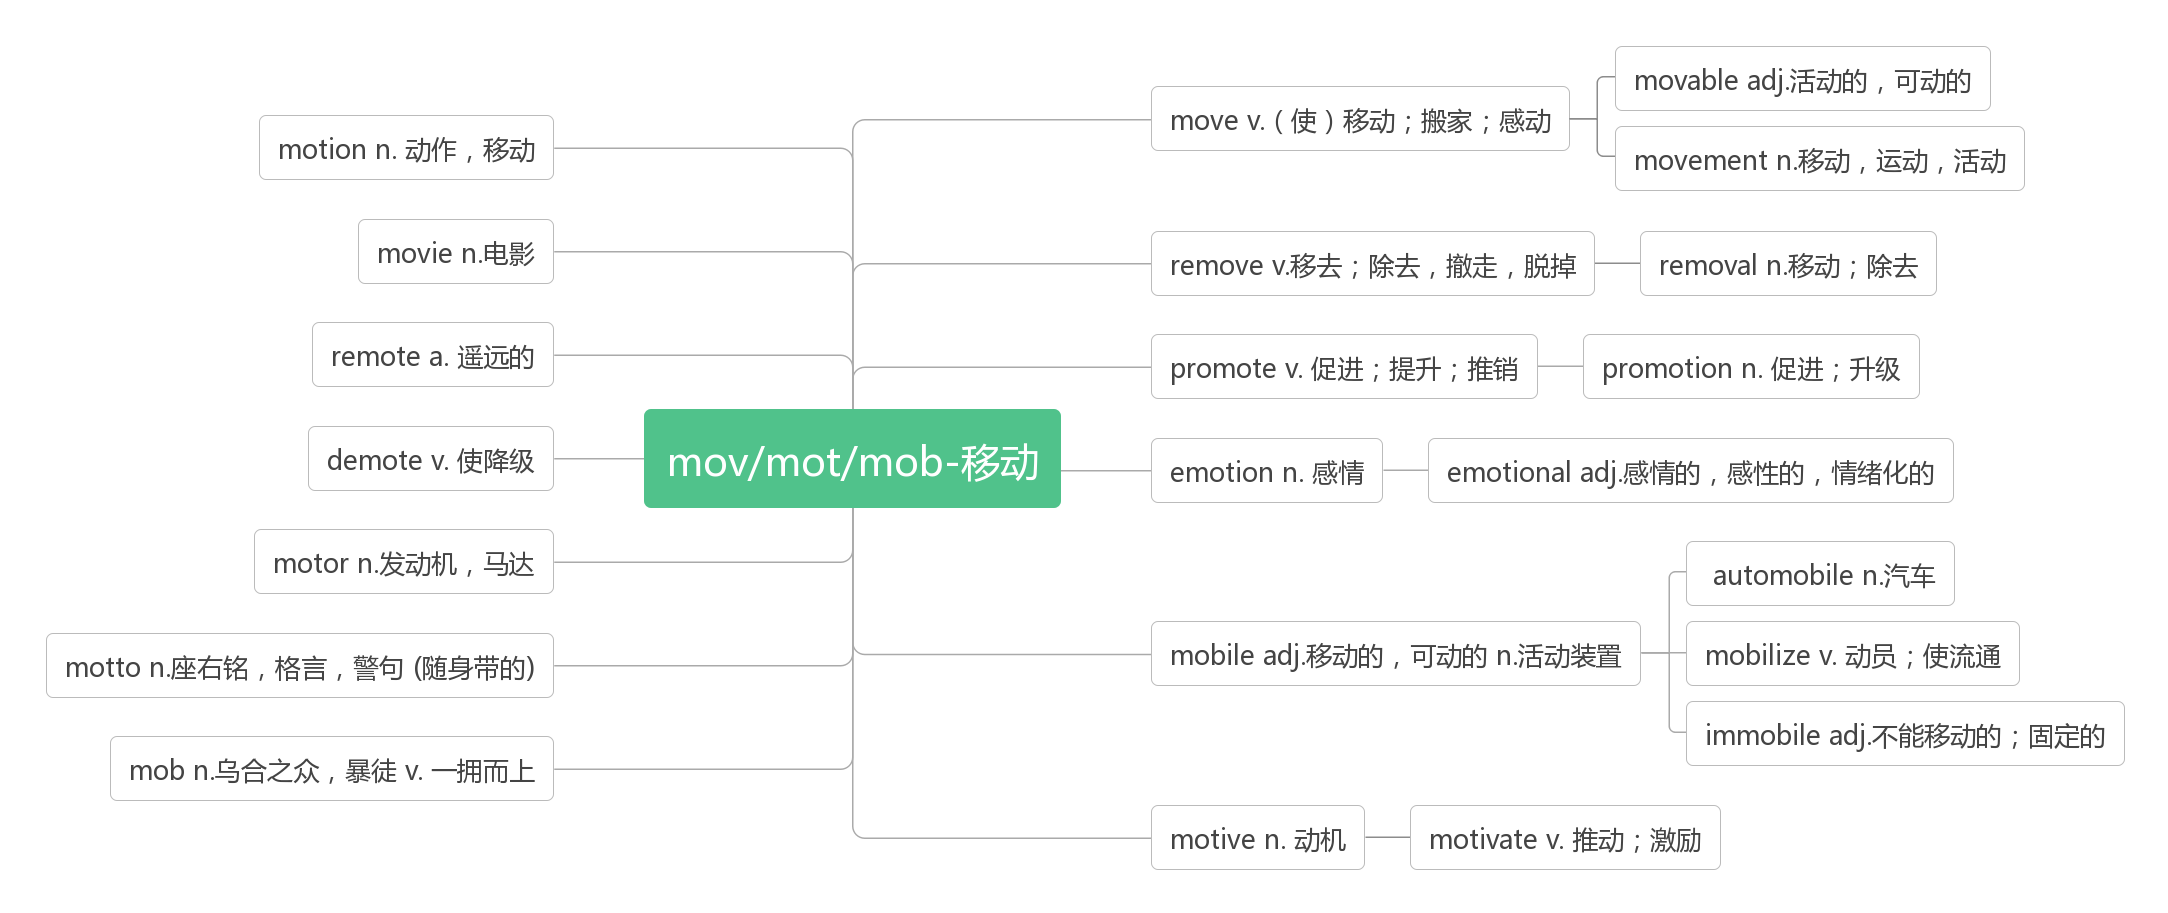 mov/mot/mob-移动
move v.（使）移动；搬家；感动
movable adj.活动的，可动的
movement n.移动，运动，活动
remove v.移去；除去，撤走，脱掉
removal n.移动；除去
promote v. 促进；提升；推销
promotion n. 促进；升级
emotion n. 感情
emotional adj.感情的，感性的，情绪化的
mobile adj.移动的，可动的 n.活动装置
automobile n.汽车
mobilize v. 动员；使流通
immobile adj.不能移动的；固定的
motive n. 动机
motivate v. 推动；激励
motion n. 动作，移动
movie n.电影
remote a. 遥远的
demote v. 使降级
motor n.发动机，马达
motto n.座右铭，格言，警句 (随身带的)
mob n.乌合之众，暴徒 v. 一拥而上